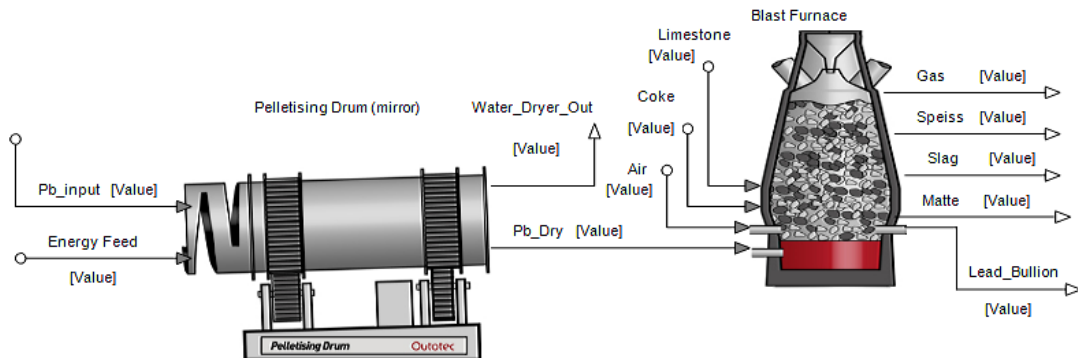 Blast Furnace
Limestone
[Value]
Gas [Value]
Coke
[Value]
Pelletising Drum (mirror)
Water_Dryer_Out
[Value]
Speiss [Value]
Air
[Value]
Slag [Value]
Pb_input [Value]
Matte [Value]
Energy Feed
[Value]
Pb_Dry [Value]
Lead_Bullion
[Value]
Pelletising Drum Outotec